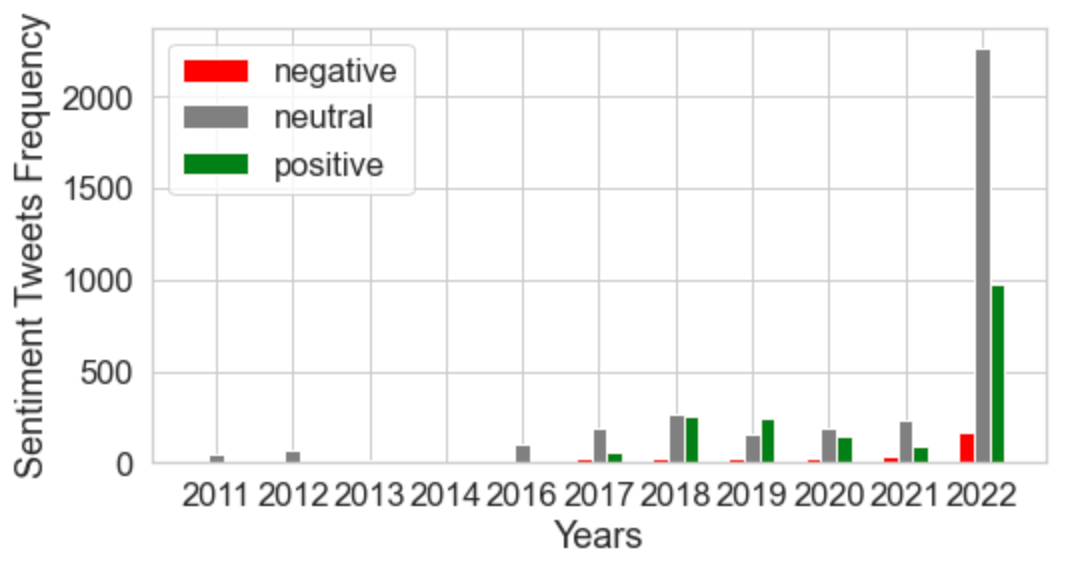 Sentiment Tweets Frequency
negative
neutral
positive
2000
1500
1000
500
0
2011 2012 2013 2014 2016 2017 2018 2019 2020 2021 2022
Years